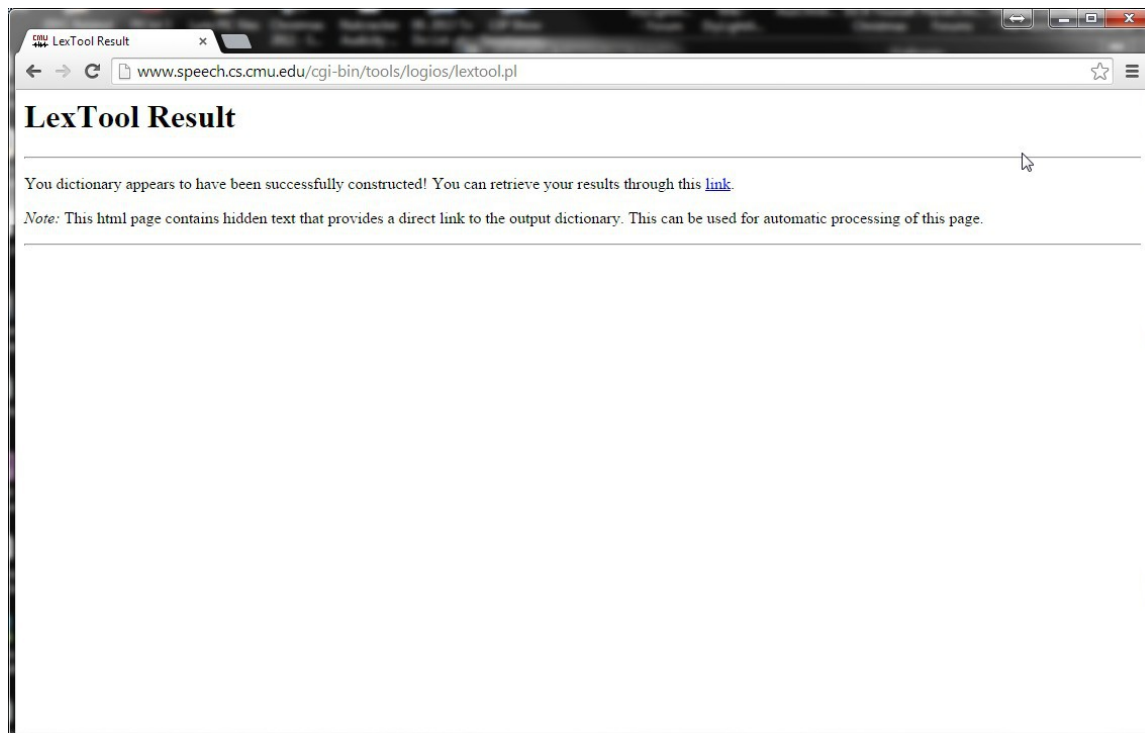 LexTool Result
www.speech.cs.cmu.edu/cgi-bin/tools/logios/lextool.pl
LexTool Result
You dictionary appears to have been successfully constructed! You can retrieve your results through this link.
Note: This html page contains hidden text that provides a direct link to the output dictionary. This can be used for automatic processing of this page.